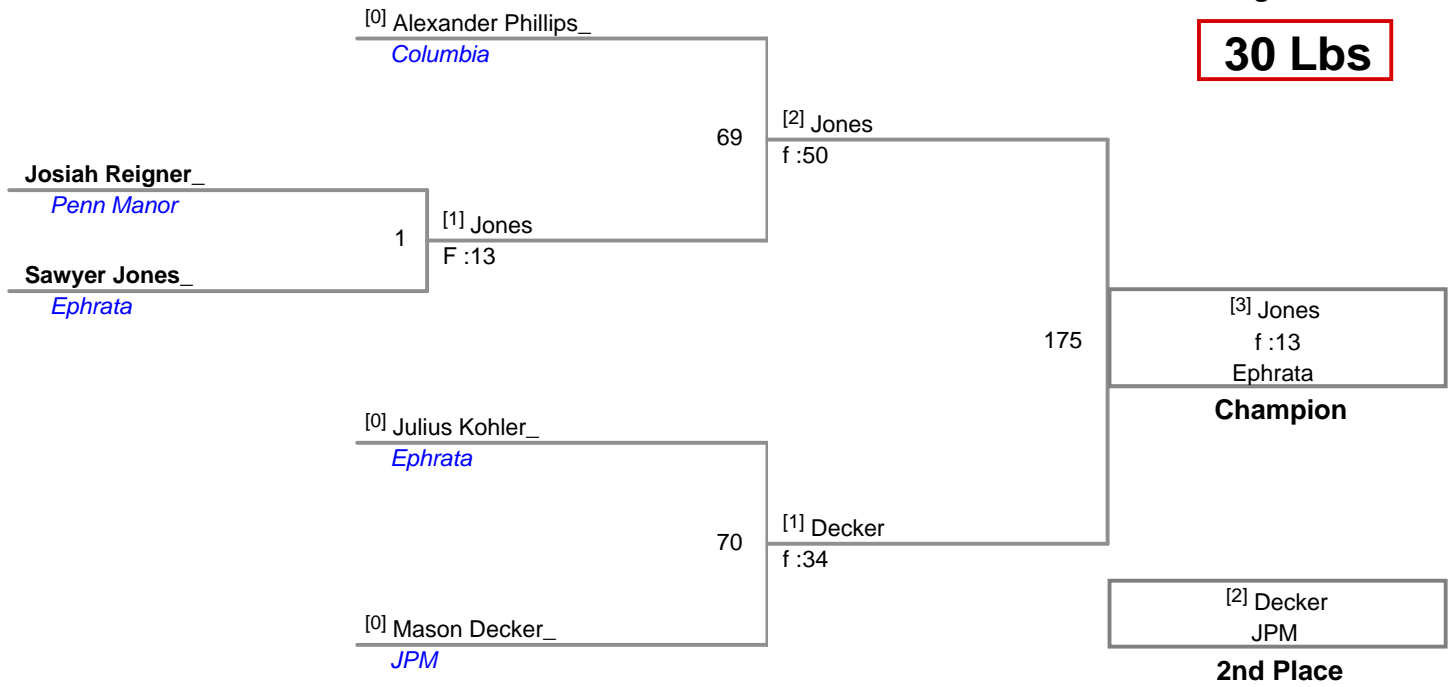 [0] Alexander Phillips_
Columbia
30 Lbs
69
[2] Jones
f :50
Josiah Reigner_
Penn Manor
1
[1] Jones
F :13
Sawyer Jones_
Ephrata
175
[3] Jones
f :13
Ephrata
Champion
[0] Julius Kohler_
Ephrata
70
[1] Decker
f :34
[0] Mason Decker_
JPM
[2] Decker
JPM
2nd Place